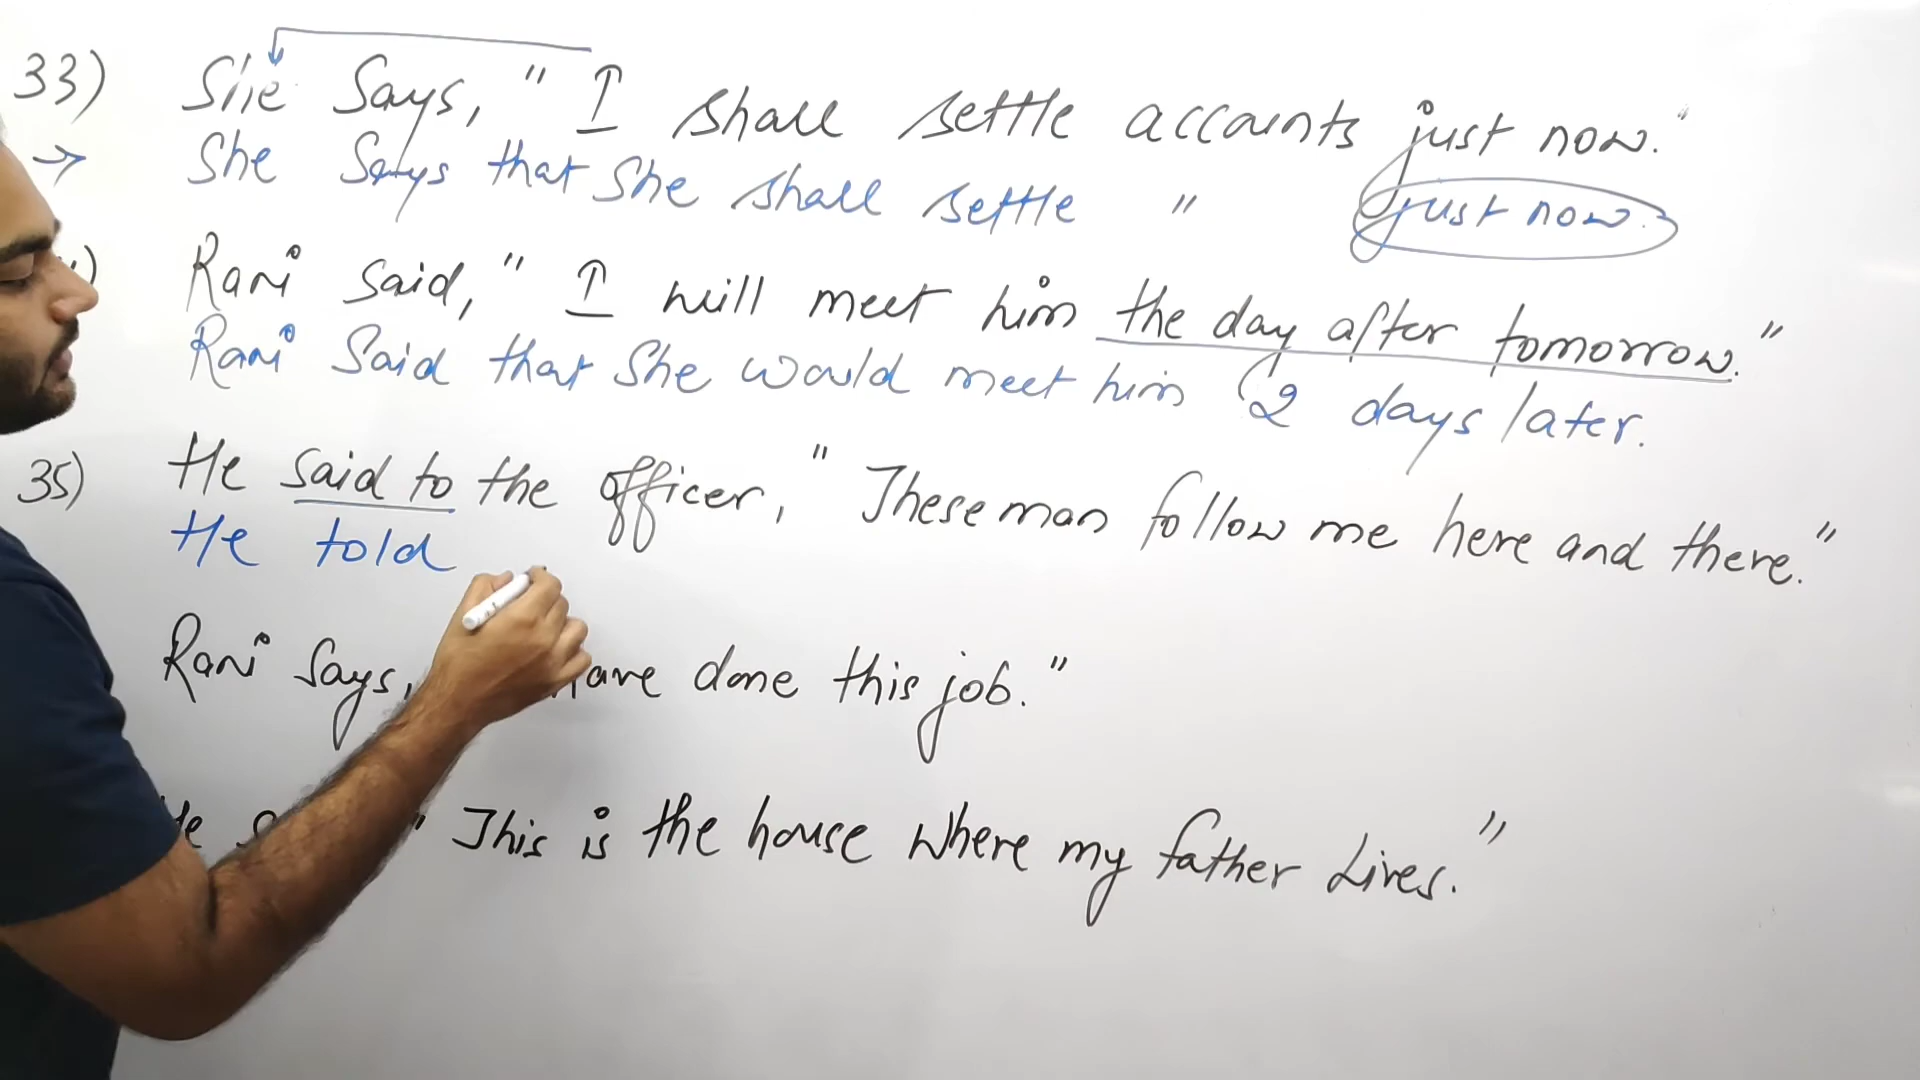 33) She Says, " I shall settle accounts just now."
→ She Says that She shall settle " just now.
Rani said, " I will meet him the day after tomorrow."
Rani Said that She would meet him 2 days later.
35) He said to the officer, " These man follow me here and there."
He told
Rani Says, have done this job."
" This is the house where my father Lives."